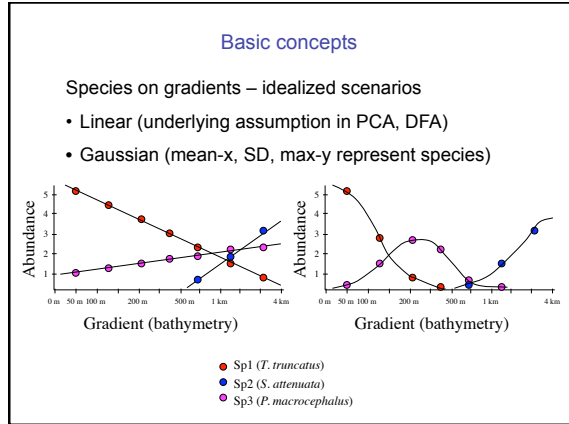 Basic concepts
Species on gradients – idealized scenarios
• Linear (underlying assumption in PCA, DFA)
• Gaussian (mean-x, SD, max-y represent species)
Abundance
5
4
3
2
1
0 m 50 m 100 m 200 m 500 m 1 km 4 km
Gradient (bathymetry)
Abundance
5
4
3
2
1
0 m 50 m 100 m 200 m 500 m 1 km 4 km
Gradient (bathymetry)
Sp1 (T. truncatus)
Sp2 (S. attenuata)
Sp3 (P. macrocephalus)